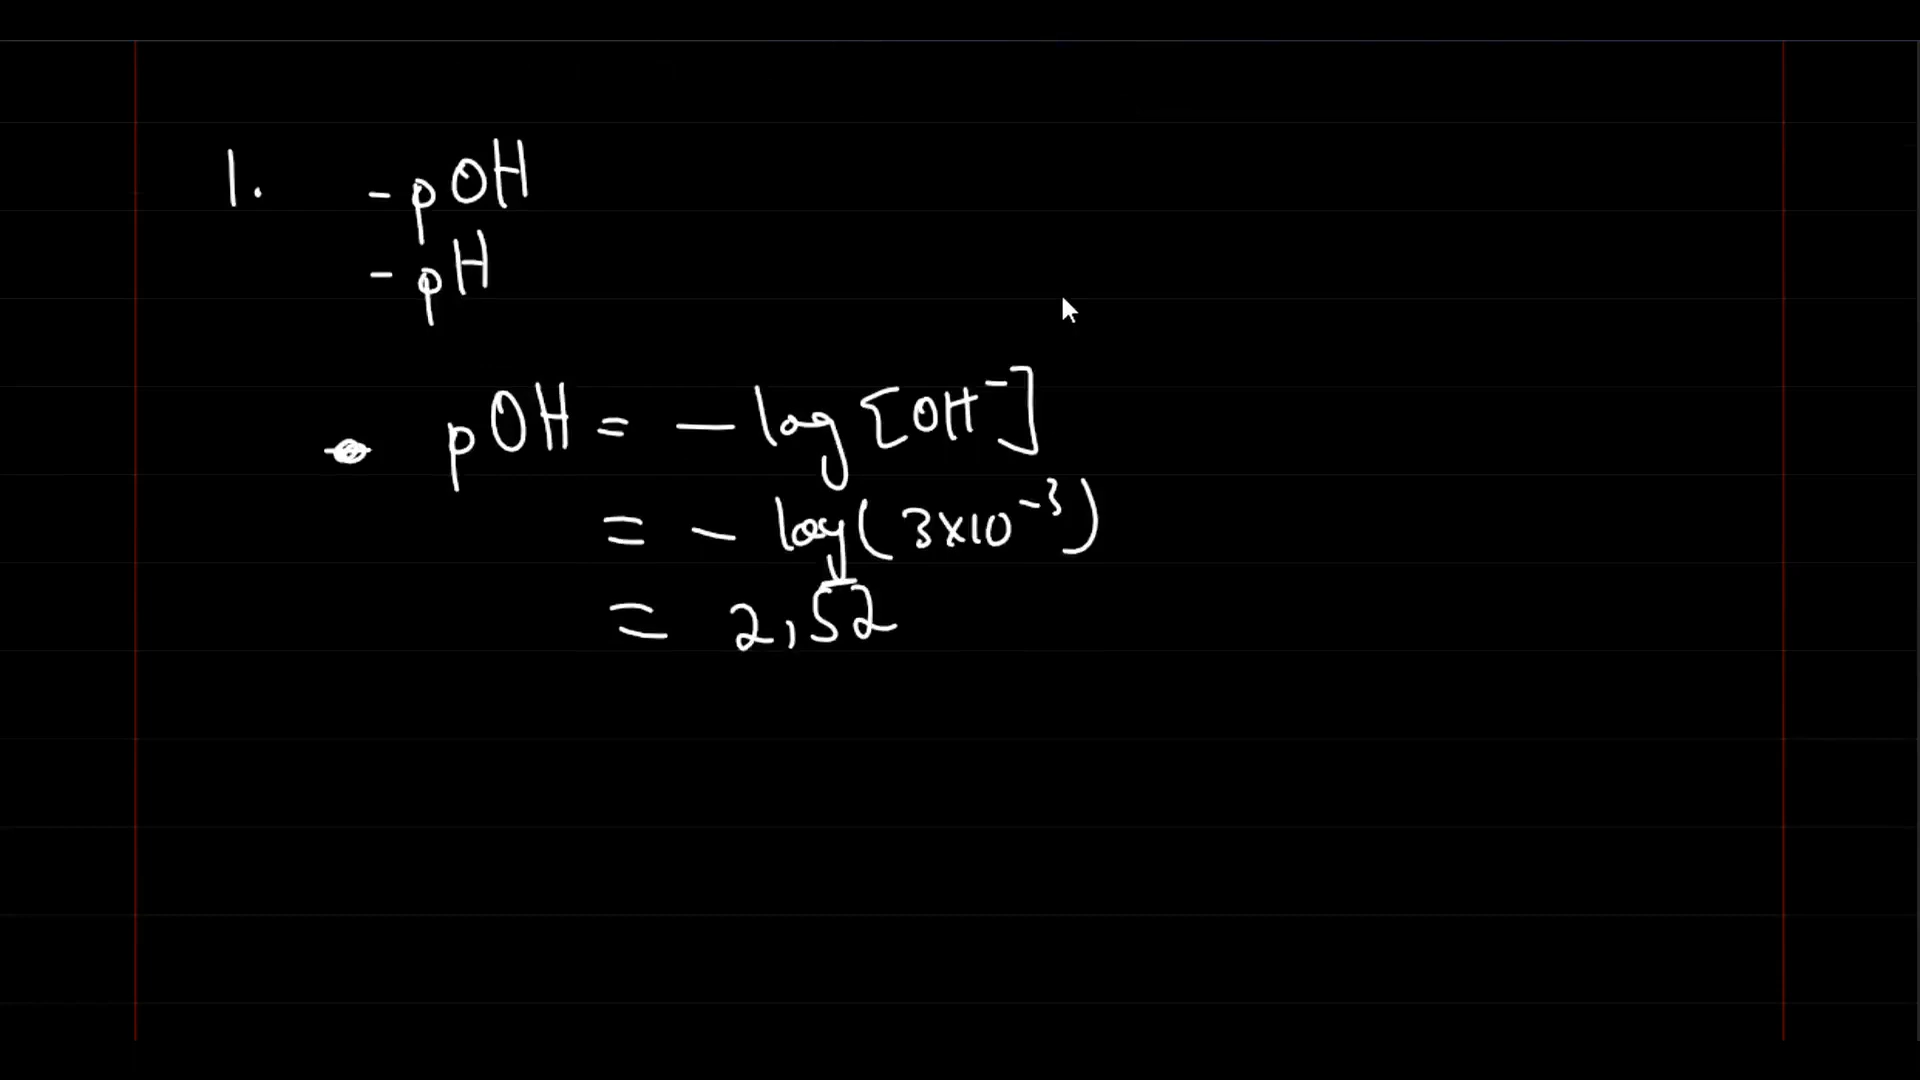 1. - pOH
- pH
pOH = - log [OH⁻]
= - log (3x10⁻³)
= 2,52